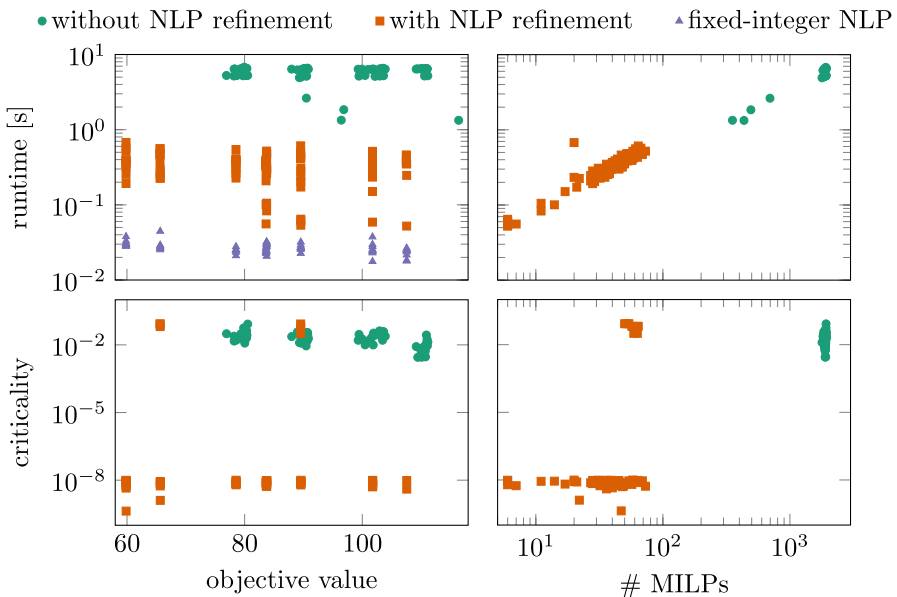 without NLP refinement with NLP refinement fixed-integer NLP
10^1
10^0
10^−1
10^−2
runtime [s]
10^−2
10^−5
10^−8
criticality
60 80 100
objective value
10^1 10^2 10^3
# MILPs